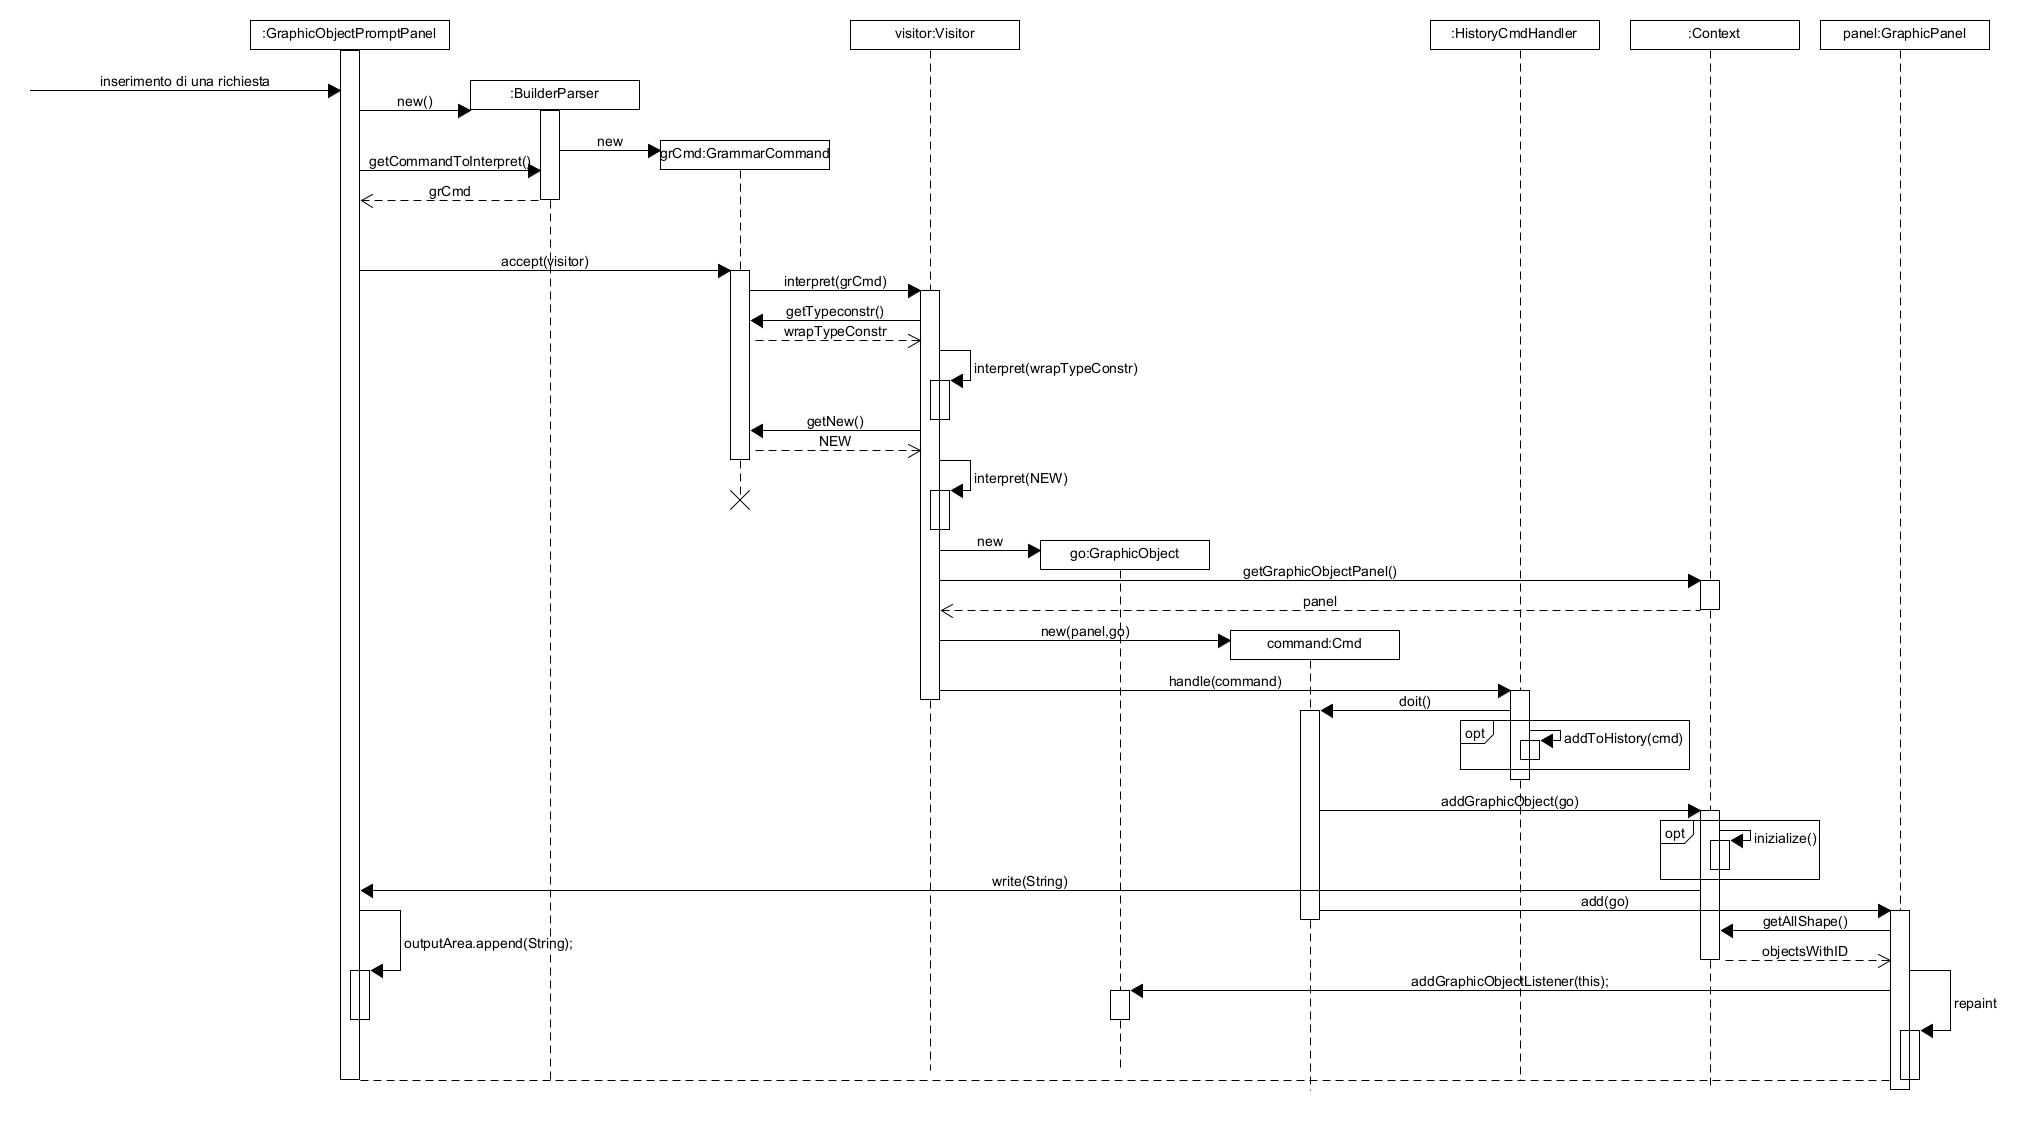 :GraphicObjectPromptPanel
visitor:Visitor
:HistoryCmdHandler
:Context
panel:GraphicPanel
inserimento di una richiesta
:BuilderParser
new()
new
grCmd:GrammarCommand
getCommandToInterpret()
grCmd
accept(visitor)
interpret(grCmd)
getTypeconstr()
wrapTypeConstr
interpret(wrapTypeConstr)
getNew()
NEW
interpret(NEW)
new
go:GraphicObject
getGraphicObjectPanel()
panel
new(panel,go)
command:Cmd
handle(command)
doit()
opt
addToHistory(cmd)
addGraphicObject(go)
opt
inizialize()
write(String)
add(go)
getAllShape()
outputArea.append(String);
objectsWithID
addGraphicObjectListener(this);
repaint